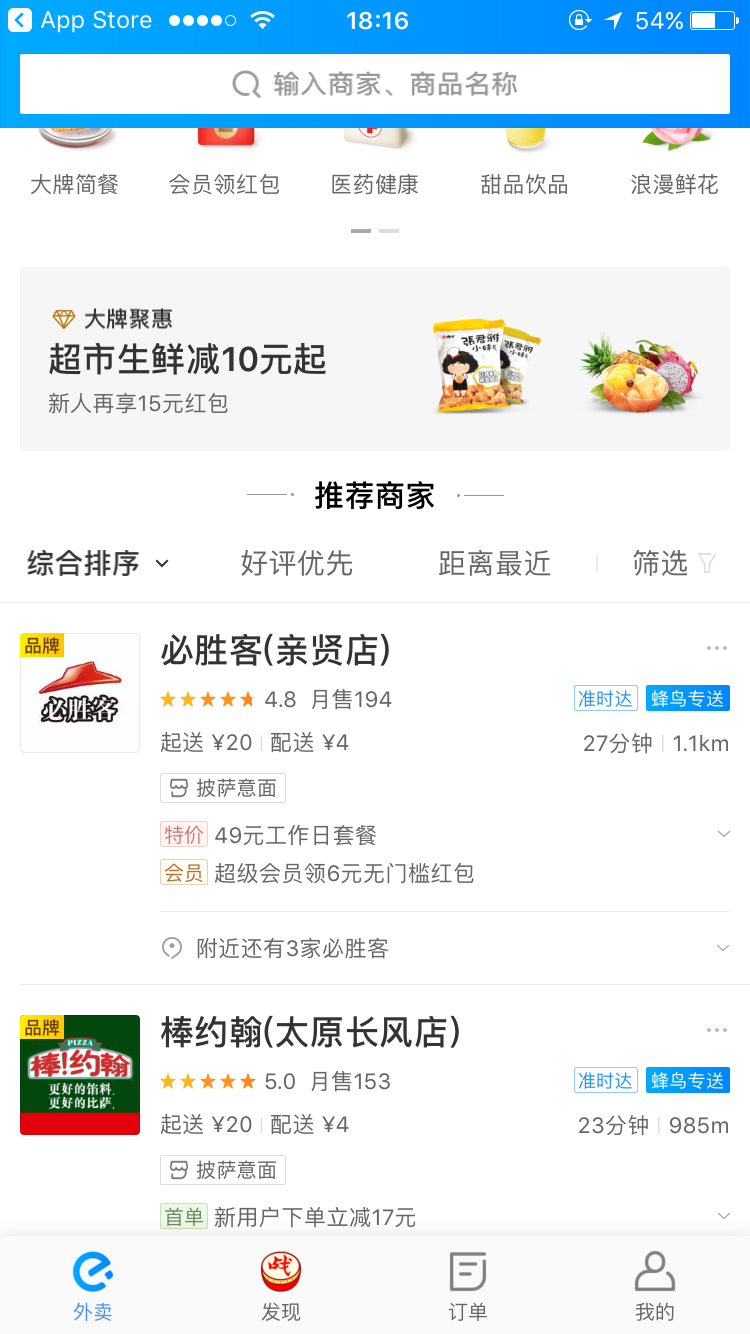 App Store 18:16 54%
输入商家、商品名称
大牌简餐 会员领红包 医药健康 甜品饮品 浪漫鲜花
大牌聚惠
超市生鲜减10元起
新人再享15元红包
張君雅
小妹妹
張君雅
推荐商家
综合排序 好评优先 距离最近 筛选
品牌
必胜客
必胜客(亲贤店)
4.8 月售194 准时达 蜂鸟专送
起送 ¥20 配送 ¥4 27分钟 1.1km
披萨意面
特价 49元工作日套餐
会员 超级会员领6元无门槛红包
附近还有3家必胜客
品牌
PIZZA
棒!约翰
更好的馅料.
更好的比萨.
棒约翰(太原长风店)
5.0 月售153 准时达 蜂鸟专送
起送 ¥20 配送 ¥4 23分钟 985m
披萨意面
首单 新用户下单立减17元
战
外卖 发现 订单 我的